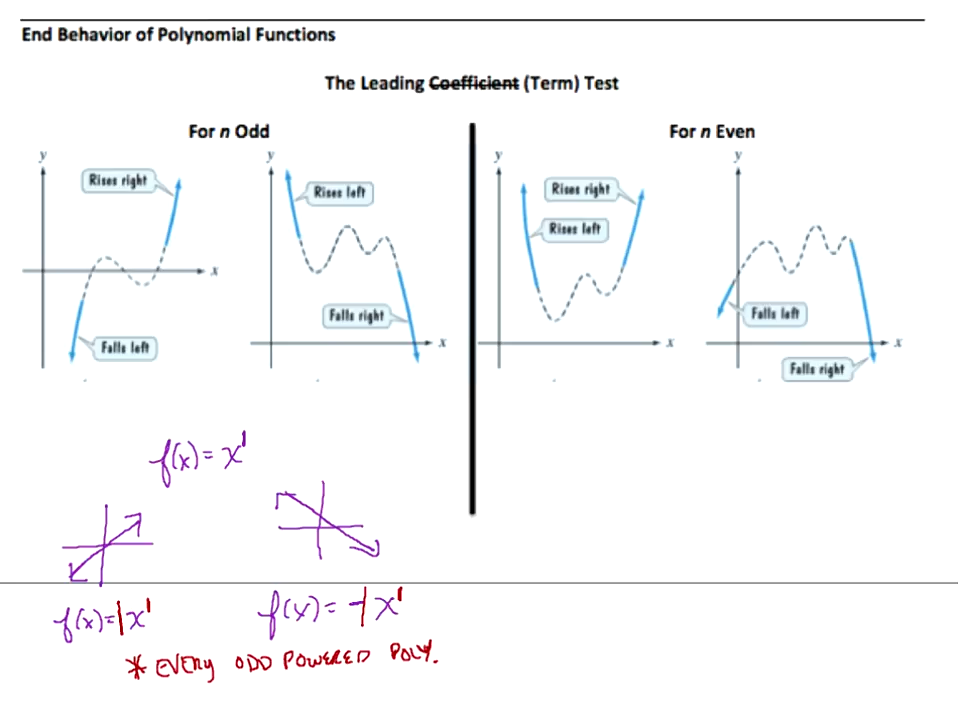 End Behavior of Polynomial Functions
The Leading Coefficient (Term) Test
For n Odd
For n Even
y
Rises right
x
Falls left
y
Rises left
Falls right
x
y
Rises right
Rises left
x
y
Falls left
x
Falls right
f(x) = x¹
f(x)=1x¹
f(x) = -1x¹
* EVERY ODD POWERED POLY.